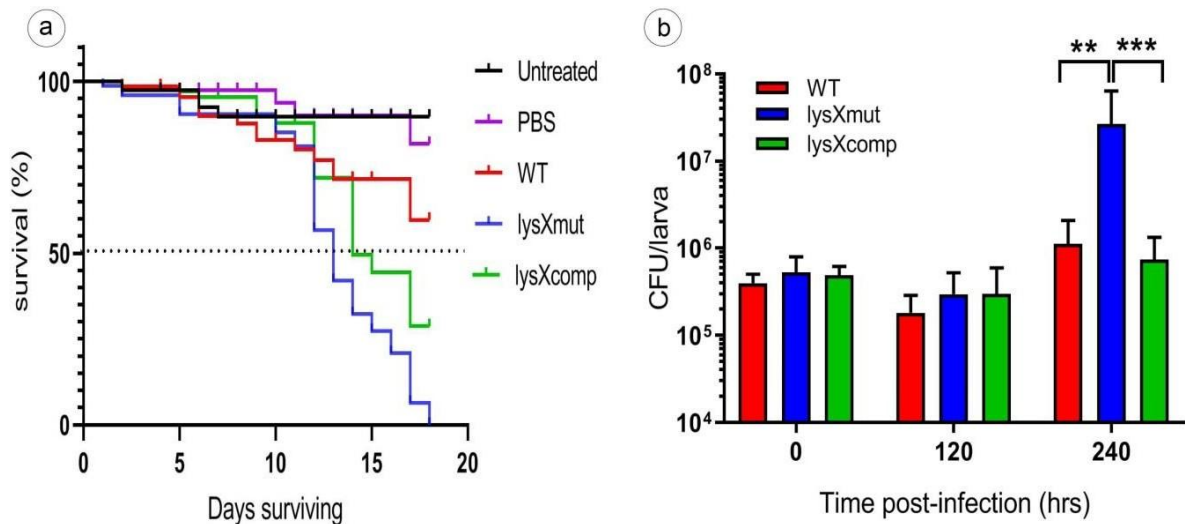 a
survival (%)
100
50
0
0 5 10 15 20
Days surviving
Untreated
PBS
WT
lysXmut
lysXcomp
b
CFU/larva
10⁸
10⁷
10⁶
10⁵
10⁴
WT
lysXmut
lysXcomp
** ***
0 120 240
Time post-infection (hrs)